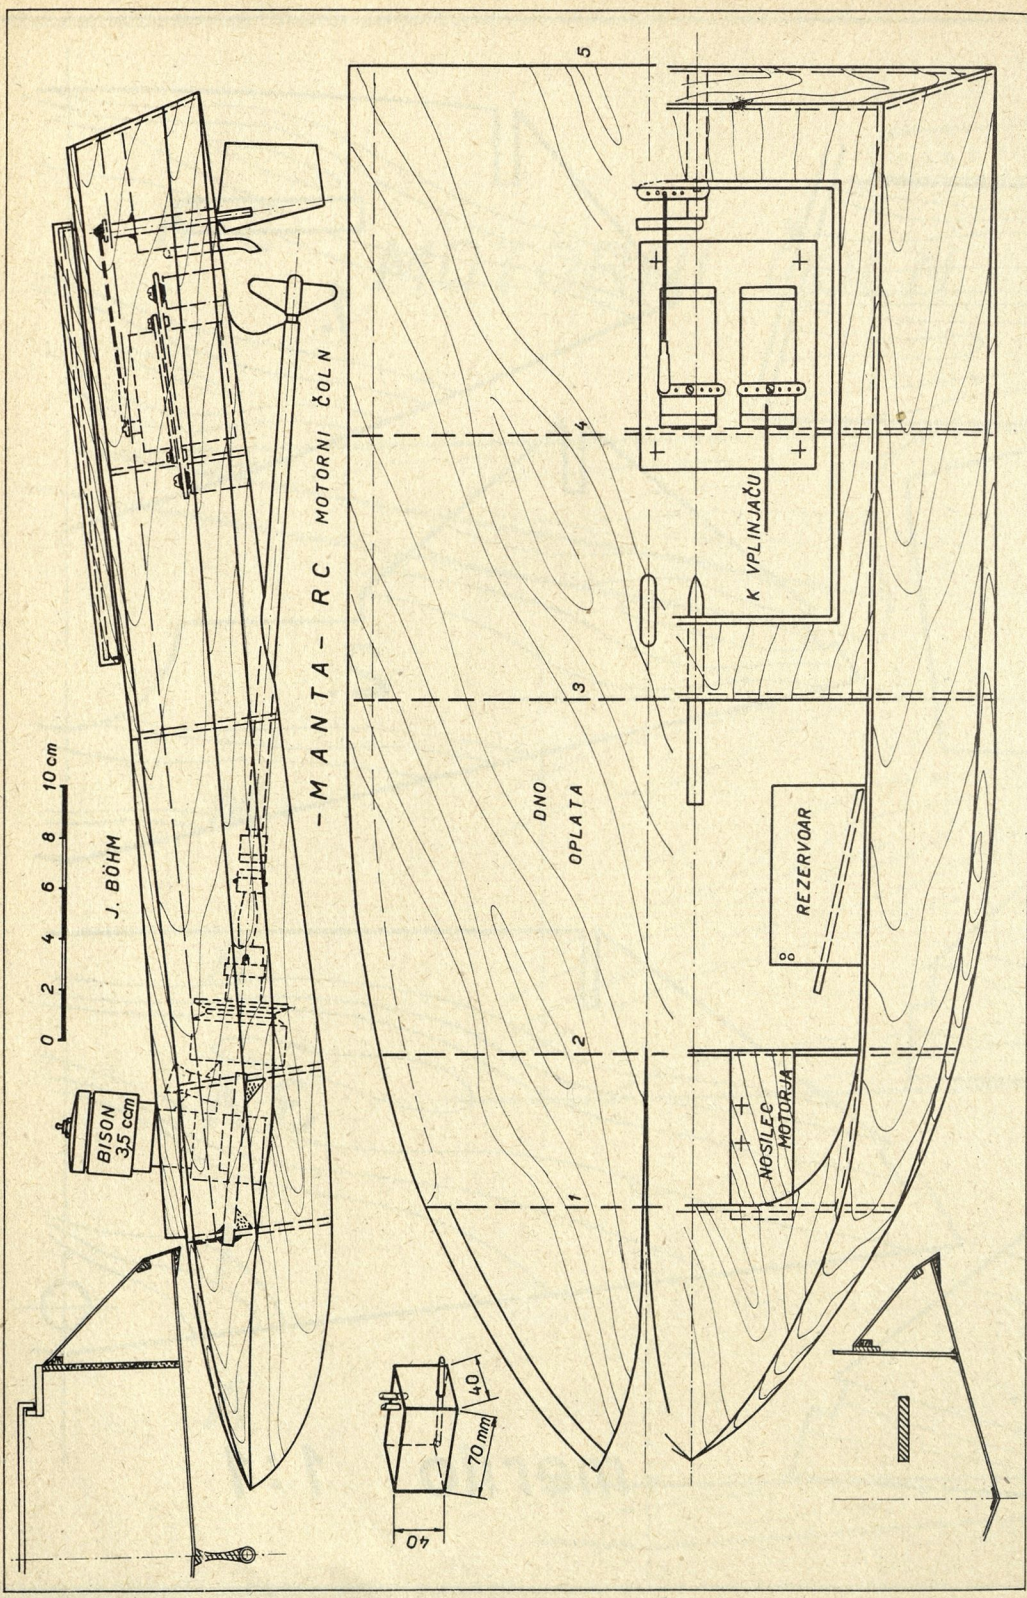 – MANTA – RC MOTORNI ČOLN
J. BÖHM
0 2 4 6 8 10 cm
BISON
3,5 ccm
5
4
3
2
1
K VPLINJAČU
DNO
OPLATA
REZERVOAR
NOSILEC
MOTORJA
40
70 mm
40